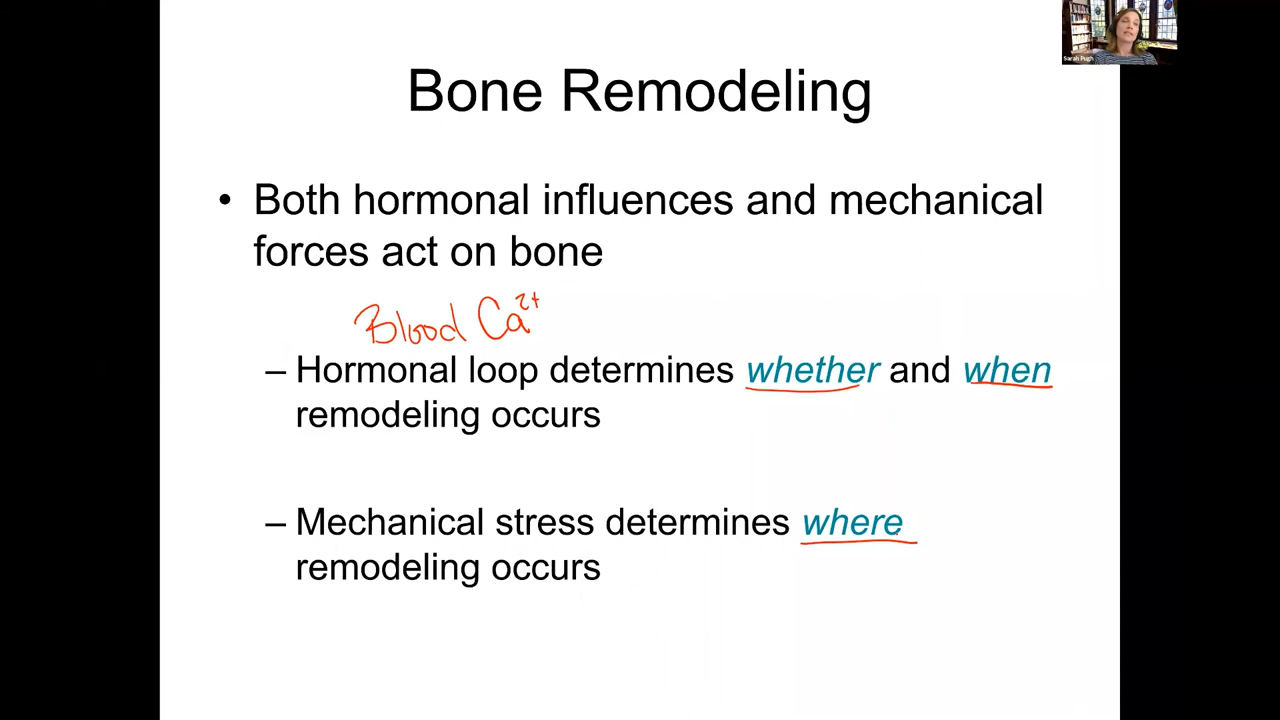 Sarah Pugh
Bone Remodeling
• Both hormonal influences and mechanical
forces act on bone
Blood Ca²⁺
– Hormonal loop determines whether and when
remodeling occurs
– Mechanical stress determines where
remodeling occurs